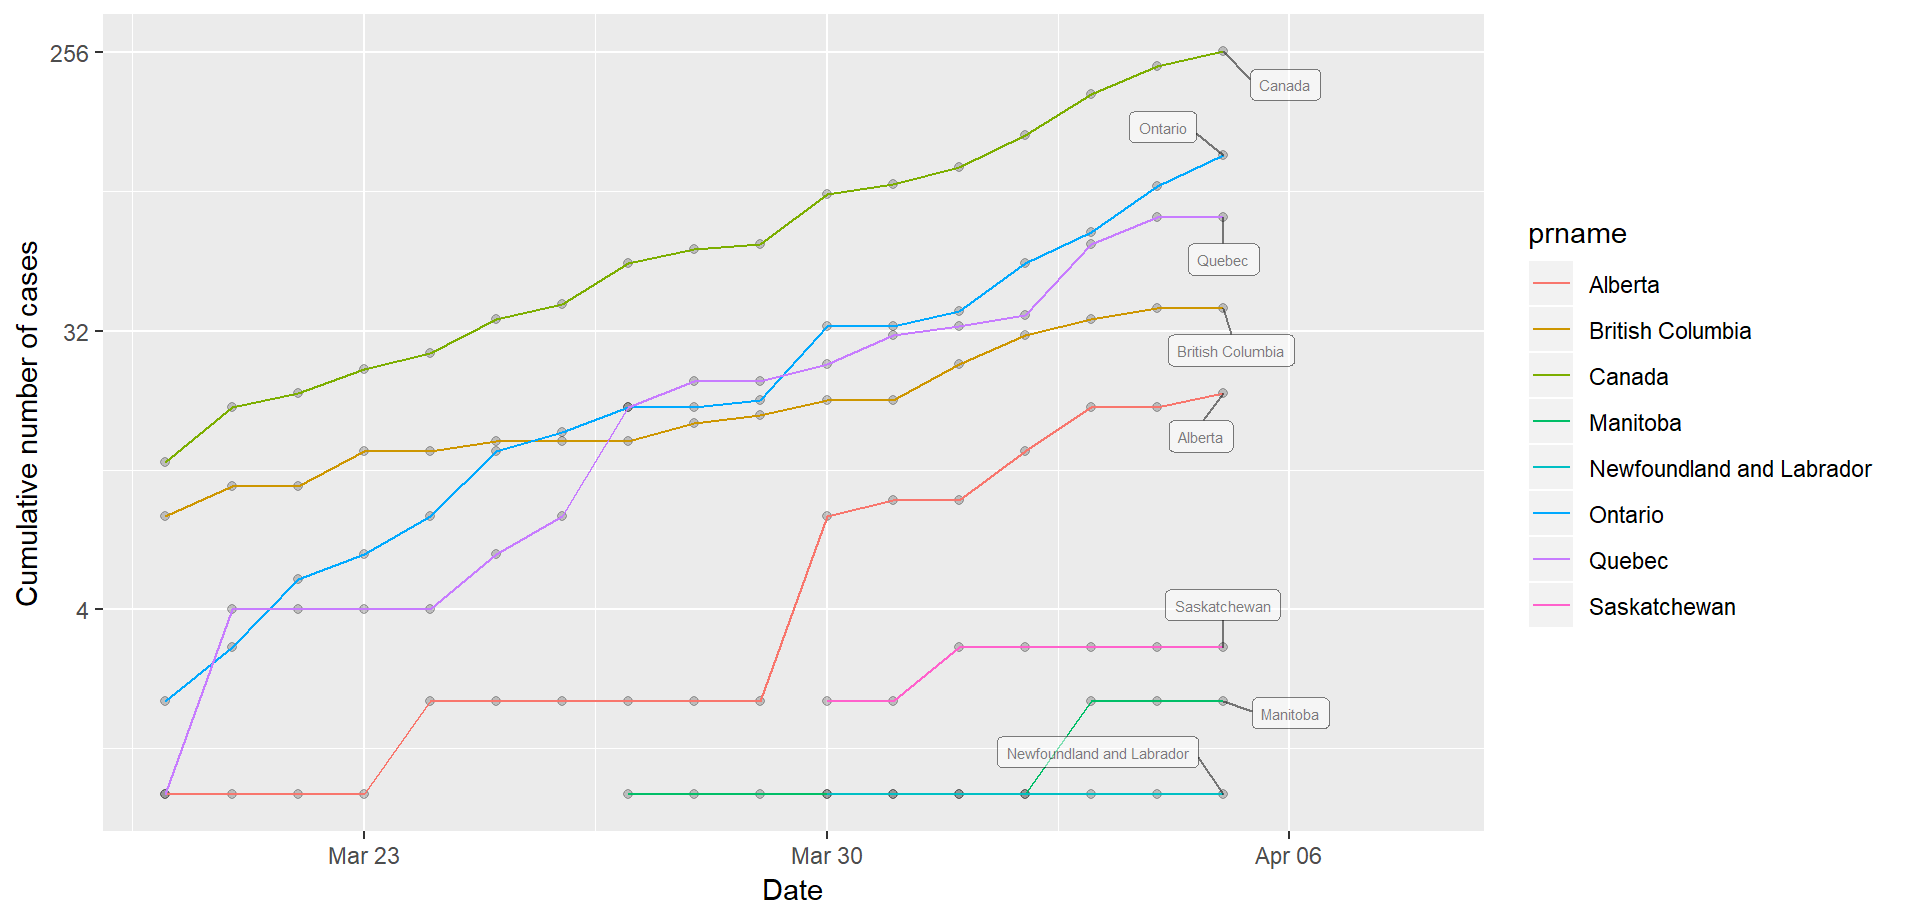 256
32
4
Cumulative number of cases
Canada
Ontario
Quebec
British Columbia
Alberta
Saskatchewan
Manitoba
Newfoundland and Labrador
Mar 23
Mar 30
Apr 06
Date
prname
Alberta
British Columbia
Canada
Manitoba
Newfoundland and Labrador
Ontario
Quebec
Saskatchewan